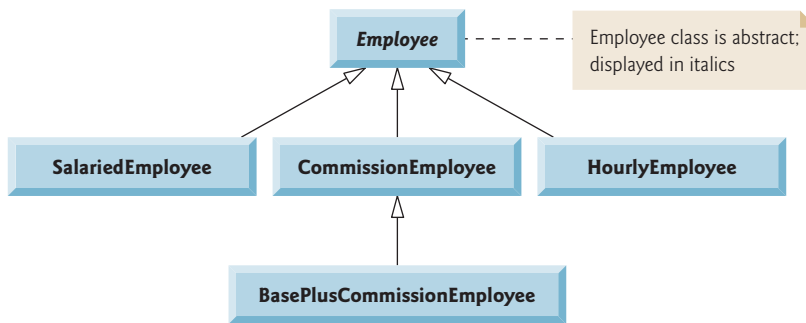 Employee
Employee class is abstract;
displayed in italics
SalariedEmployee
CommissionEmployee
HourlyEmployee
BasePlusCommissionEmployee